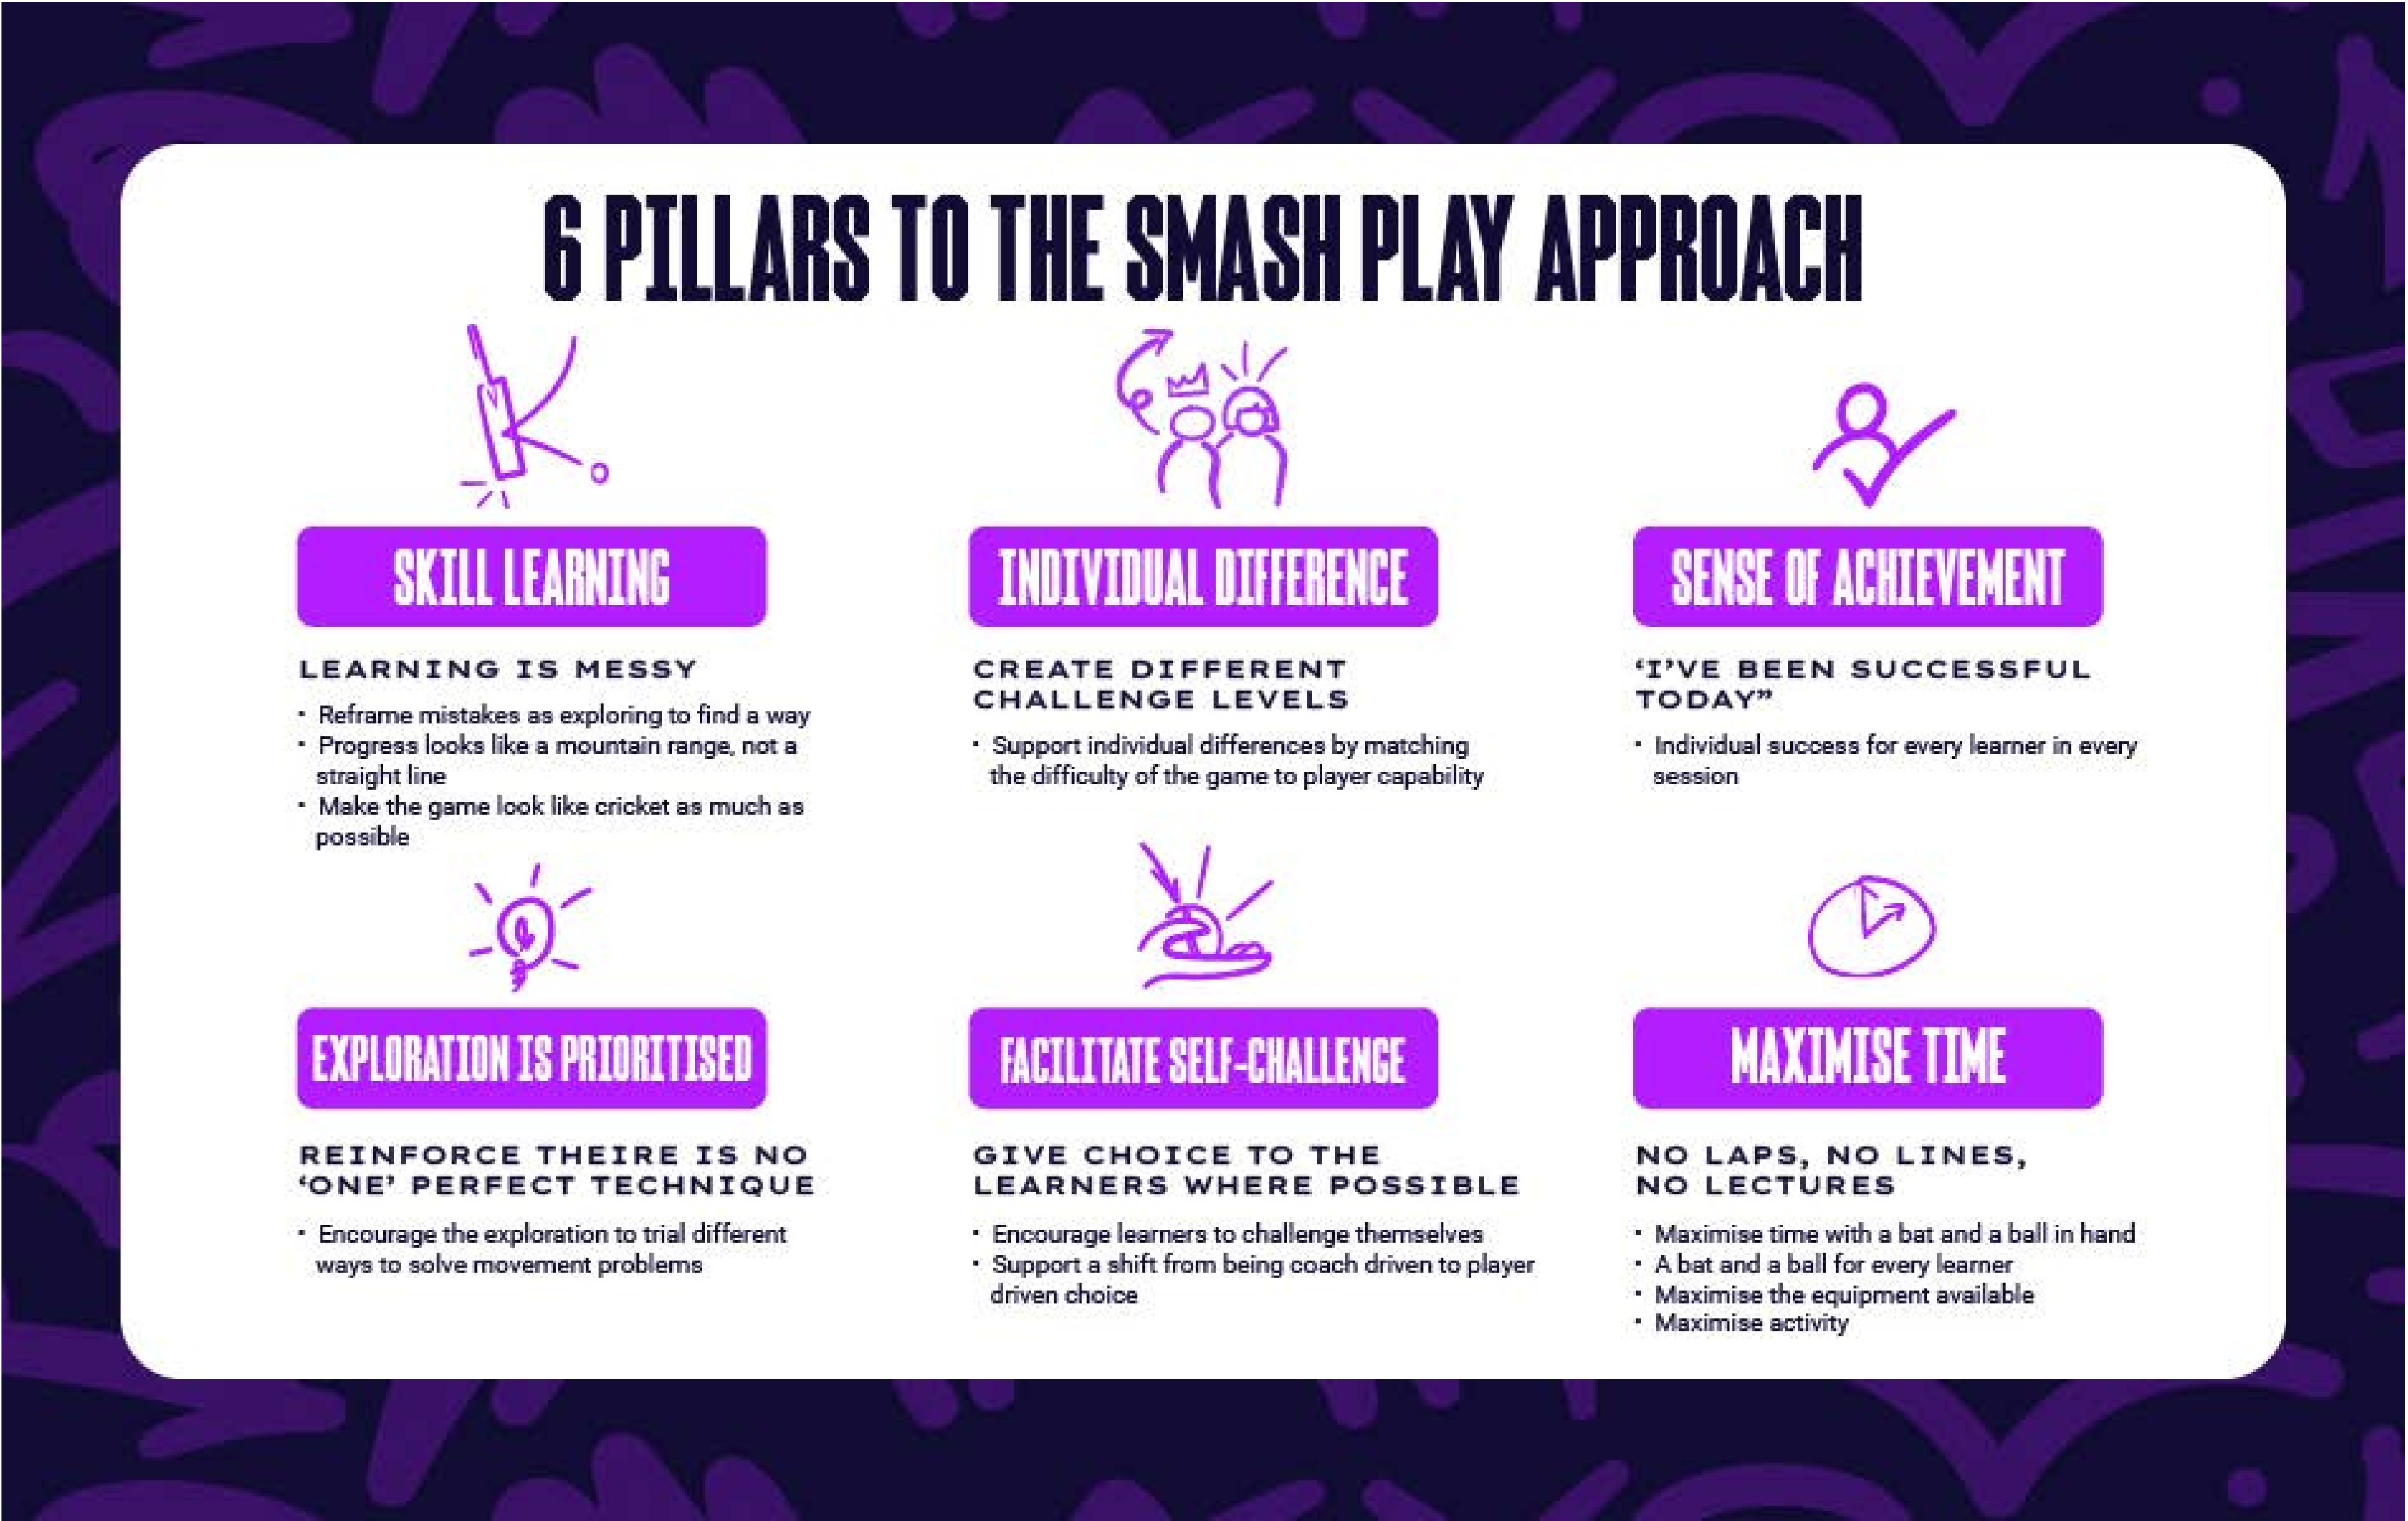 6 PILLARS TO THE SMASH PLAY APPROACH
SKILL LEARNING
LEARNING IS MESSY
· Reframe mistakes as exploring to find a way
· Progress looks like a mountain range, not a
straight line
· Make the game look like cricket as much as
possible
INDIVIDUAL DIFFERENCE
CREATE DIFFERENT
CHALLENGE LEVELS
· Support individual differences by matching
the difficulty of the game to player capability
SENSE OF ACHIEVEMENT
‘I’VE BEEN SUCCESSFUL
TODAY”
· Individual success for every learner in every
session
EXPLORATION IS PRIORITISED
REINFORCE THEIRE IS NO
‘ONE’ PERFECT TECHNIQUE
· Encourage the exploration to trial different
ways to solve movement problems
FACILITATE SELF-CHALLENGE
GIVE CHOICE TO THE
LEARNERS WHERE POSSIBLE
· Encourage learners to challenge themselves
· Support a shift from being coach driven to player
driven choice
MAXIMISE TIME
NO LAPS, NO LINES,
NO LECTURES
· Maximise time with a bat and a ball in hand
· A bat and a ball for every learner
· Maximise the equipment available
· Maximise activity